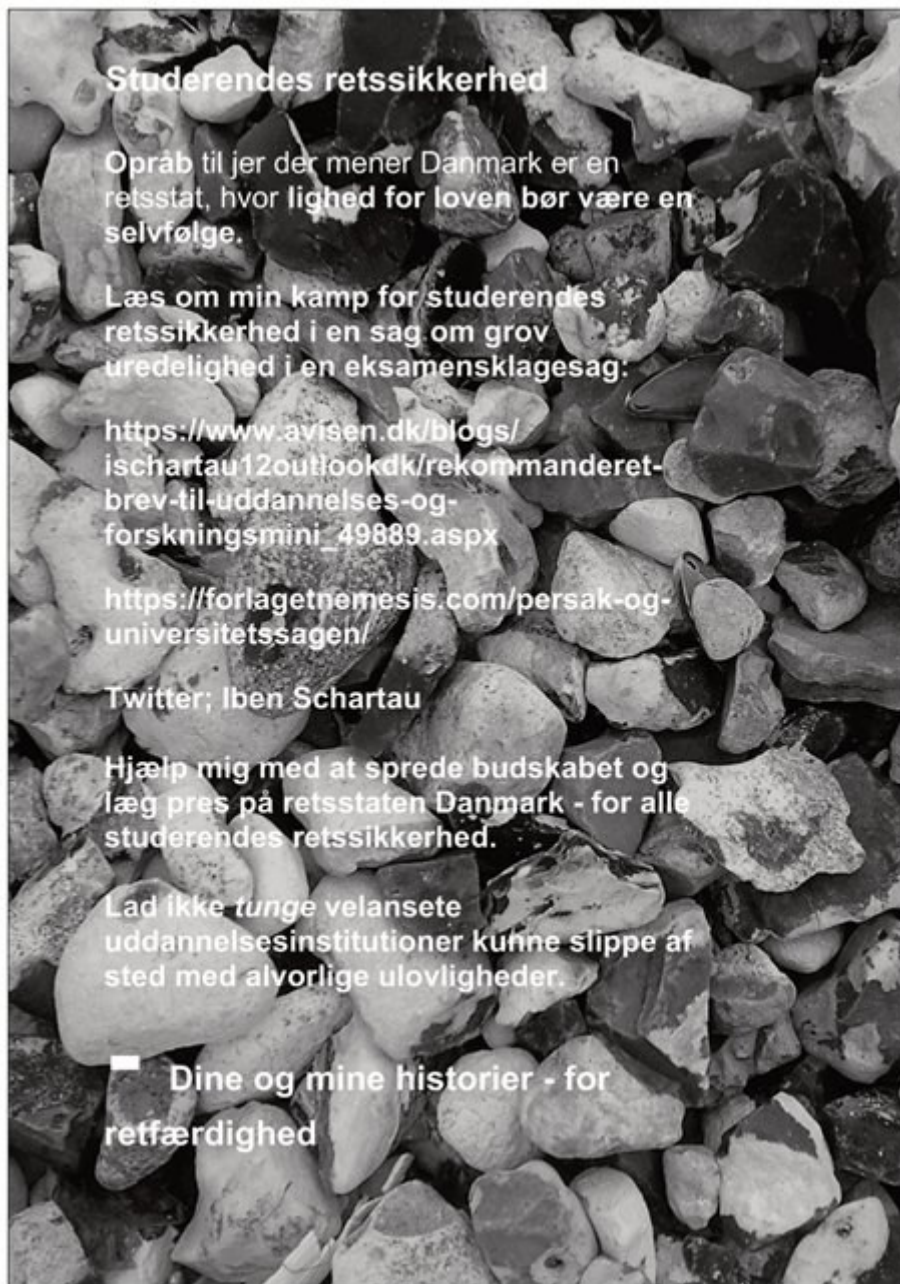 Studerendes retssikkerhed
Opråb til jer der mener Danmark er en
retsstat, hvor lighed for loven bør være en
selvfølge.
Læs om min kamp for studerendes
retssikkerhed i en sag om grov
uredelighed i en eksamensklagesag:
https://www.avisen.dk/blogs/
ischartau12outlookdk/rekommanderet-
brev-til-uddannelses-og-
forskningsmini_49889.aspx
https://forlagetnemesis.com/persak-og-
universitetssagen/
Twitter; Iben Schartau
Hjælp mig med at sprede budskabet og
læg pres på retsstaten Danmark - for alle
studerendes retssikkerhed.
Lad ikke tunge velansete
uddannelsesinstitutioner kunne slippe af
sted med alvorlige ulovligheder.
- Dine og mine historier - for
retfærdighed